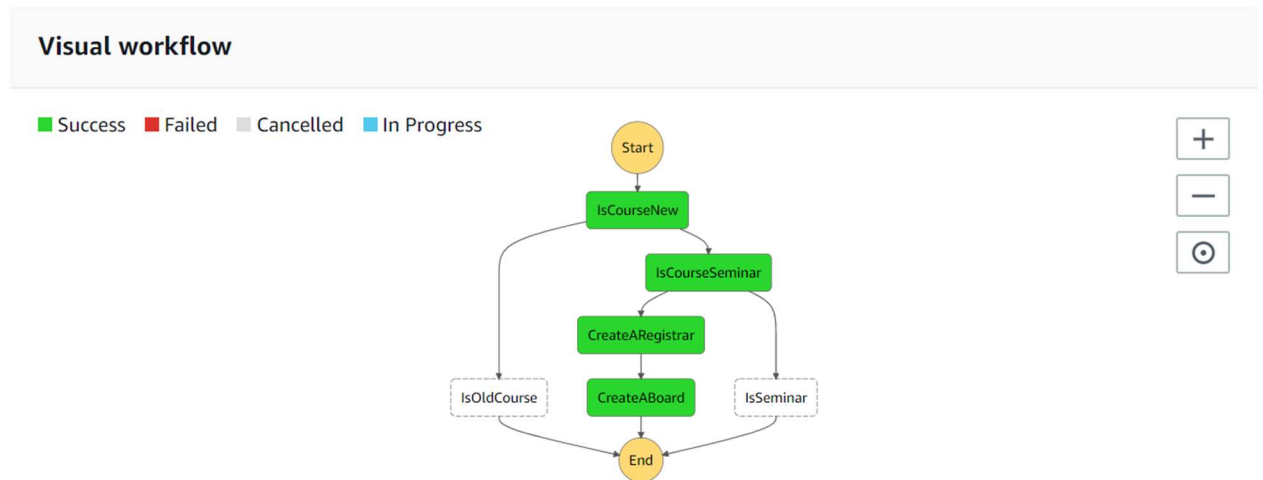 Visual workflow
Success Failed Cancelled In Progress
Start
IsCourseNew
IsCourseSeminar
CreateARegistrar
IsOldCourse CreateABoard IsSeminar
End